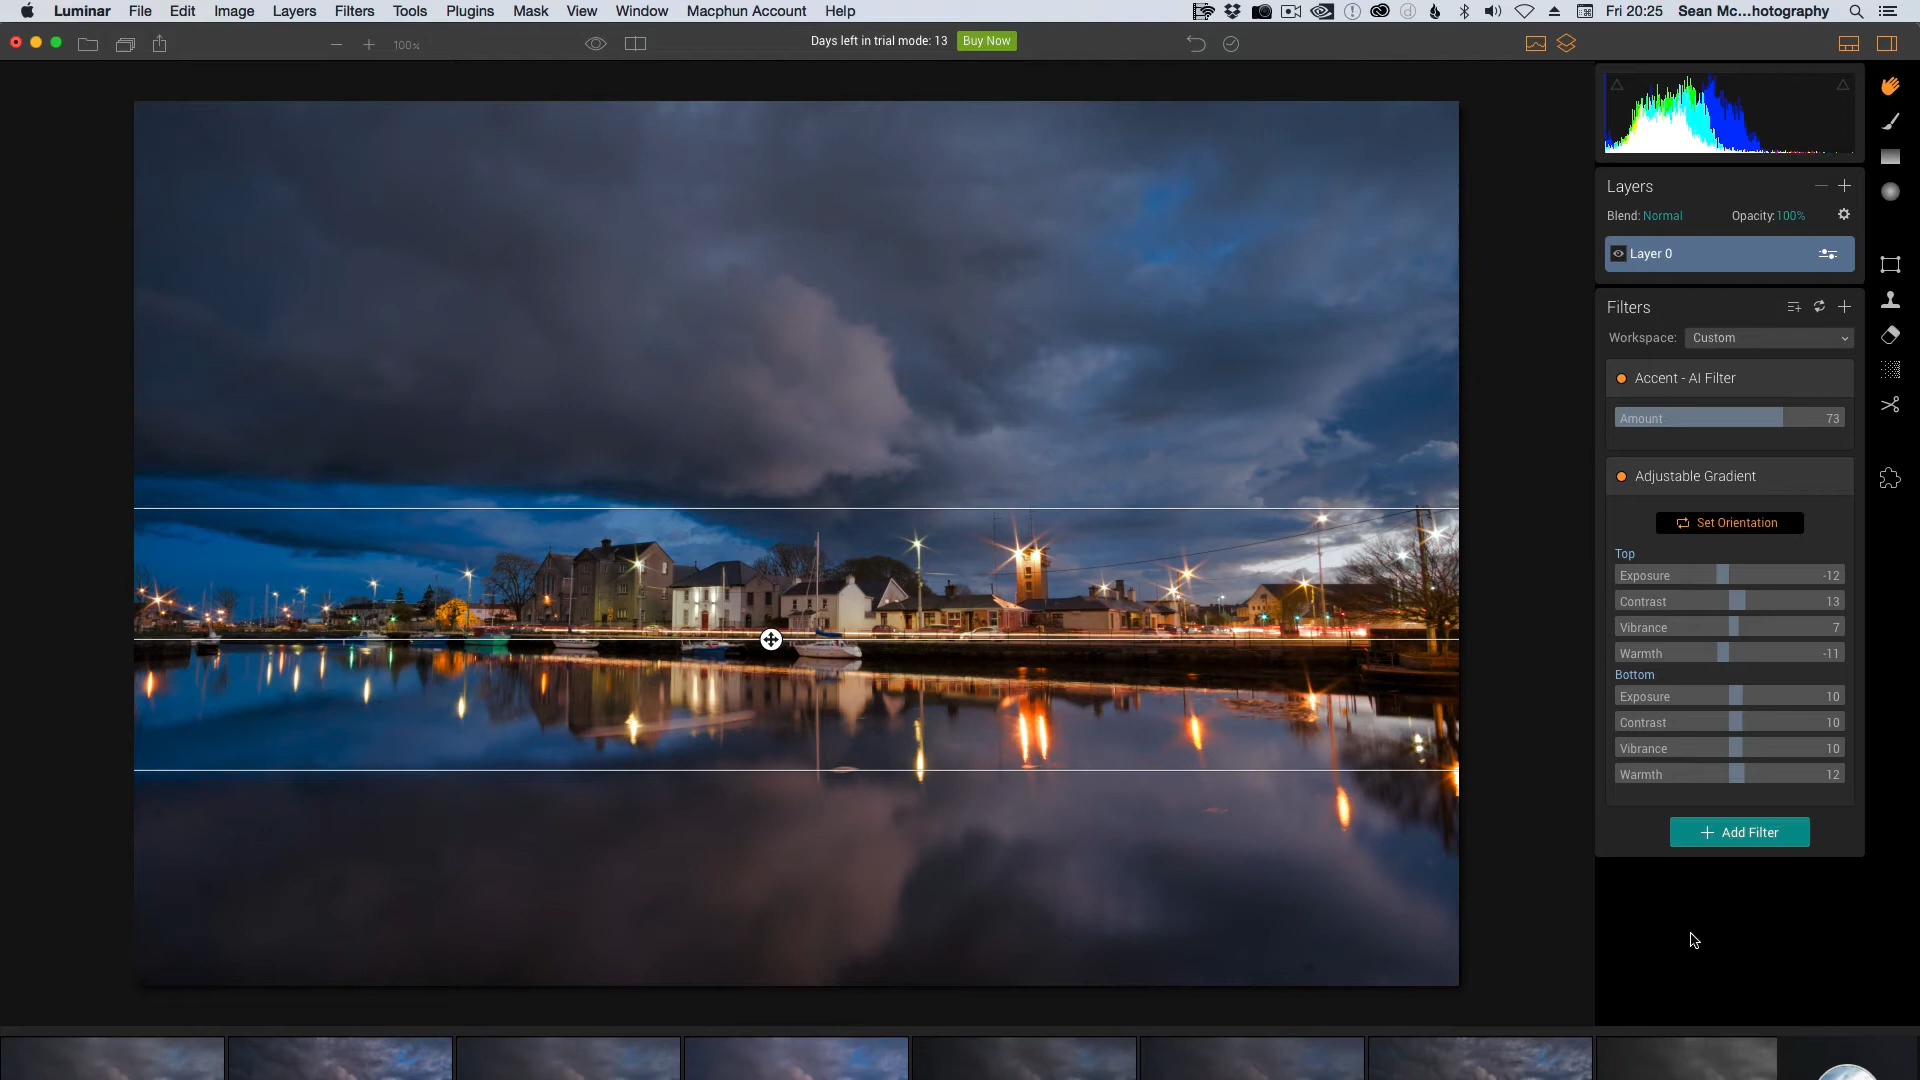 Luminar File Edit Image Layers Filters Tools Plugins Mask View Window Macphun Account Help Fri 20:25 Sean Mc...hotography
100% Days left in trial mode: 13 Buy Now
Layers
Blend: Normal Opacity: 100%
Layer 0
Filters
Workspace: Custom
Accent - AI Filter
Amount 73
Adjustable Gradient
Set Orientation
Top
Exposure -12
Contrast 13
Vibrance 7
Warmth -11
Bottom
Exposure 10
Contrast 10
Vibrance 10
Warmth 12
Add Filter